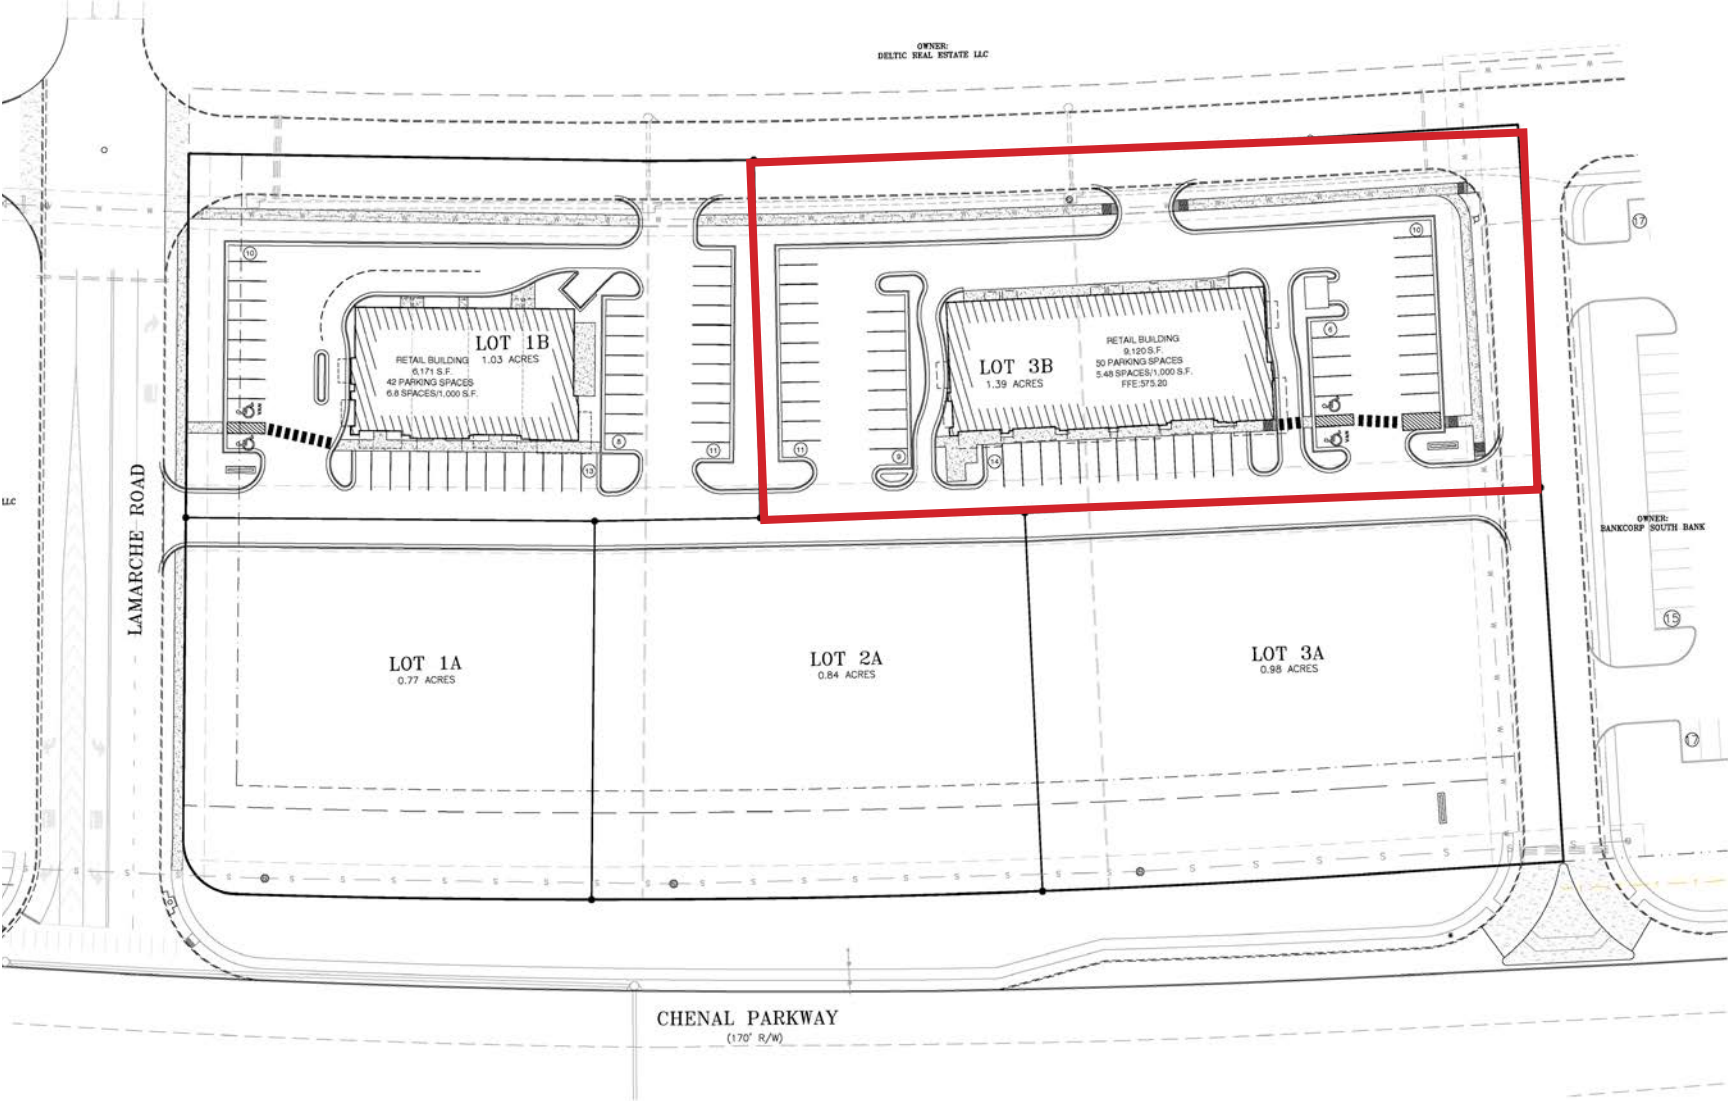 OWNER:
DELTIC REAL ESTATE LLC
17
10
10
LOT 1B
1.03 ACRES
RETAIL BUILDING
6,171 S.F.
42 PARKING SPACES
6.8 SPACES/1,000 S.F.
VAN
8
11
13
LOT 3B
1.39 ACRES
RETAIL BUILDING
9,120 S.F.
50 PARKING SPACES
5.48 SPACES/1,000 S.F.
FFE:575.20
6
VAN
11
9
14
LLC
LAMARCHE ROAD
OWNER:
BANKCORP SOUTH BANK
15
LOT 1A
0.77 ACRES
LOT 2A
0.84 ACRES
LOT 3A
0.98 ACRES
17
CHENAL PARKWAY
(170' R/W)